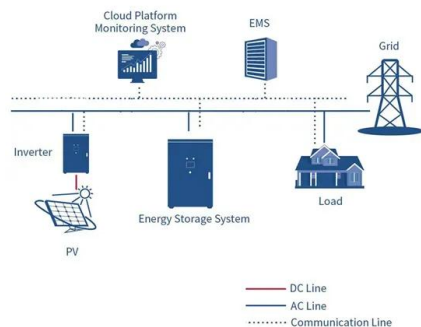 Cloud Platform
Monitoring System
EMS
Grid
Inverter
Energy Storage System
Load
PV
DC Line
AC Line
Communication Line